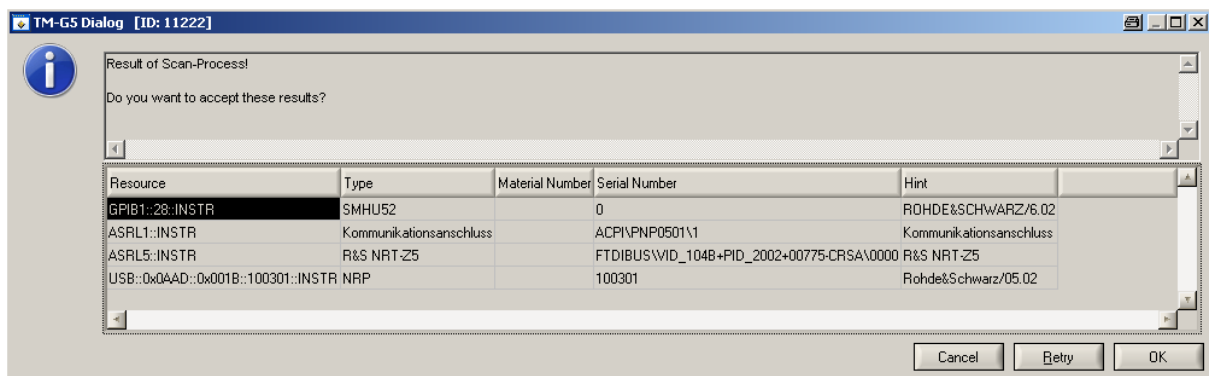 TM-G5 Dialog [ID: 11222]
Result of Scan-Process!
Do you want to accept these results?
Resource Type Material Number Serial Number Hint
GPIB1::28::INSTR SMHU52 0 ROHDE&SCHWARZ/6.02
ASRL1::INSTR Kommunikationsanschluss ACPI\PNP0501\1 Kommunikationsanschluss
ASRL5::INSTR R&S NRT-Z5 FTDIBUS\VID_104B+PID_2002+00775-CRSA\0000 R&S NRT-Z5
USB::0x0AAD::0x001B::100301::INSTR NRP 100301 Rohde&Schwarz/05.02
Cancel Retry OK